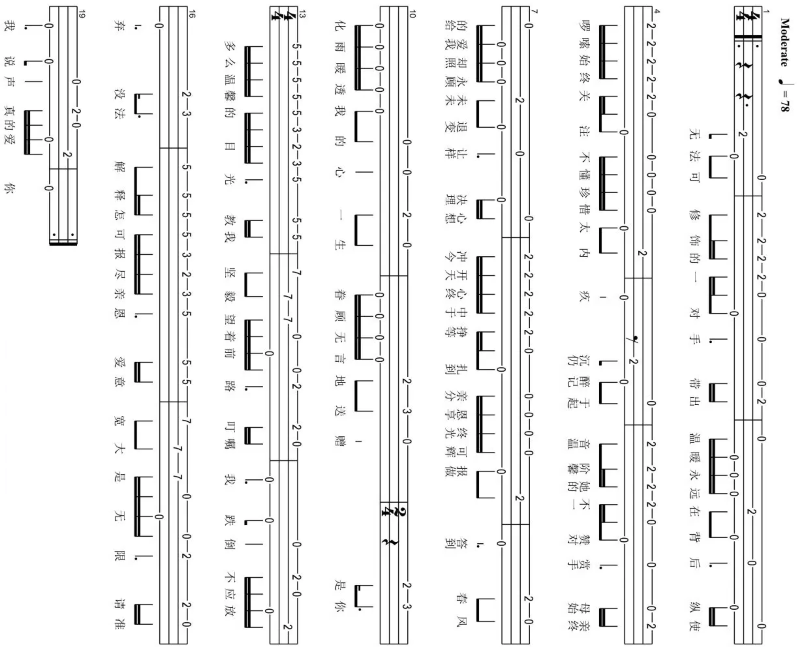 Moderate ♩ = 78
1
无法可 修饰的一 对手 带出 温暖永远在背后 纵使
4
啰嗦始终关注 不懂珍惜太内疚 沉醉于 音阶她不赞赏 母亲
仍记起 温馨的一对手 始终
7
的爱却永未退让 决心 冲开心中挣扎 亲恩终可报答 春风
给我照顾未变样 理想 今天终于等到 分享光辉做到
10
化雨暖透我的心 一生 眷顾无言地送赠 是你
13
多么温馨的目光 教我 坚毅望着前路 叮嘱我 跌倒 不应放
16
弃 没法 解释怎可报尽亲恩 爱意 宽大是无限 请准
19
我说声真的爱你